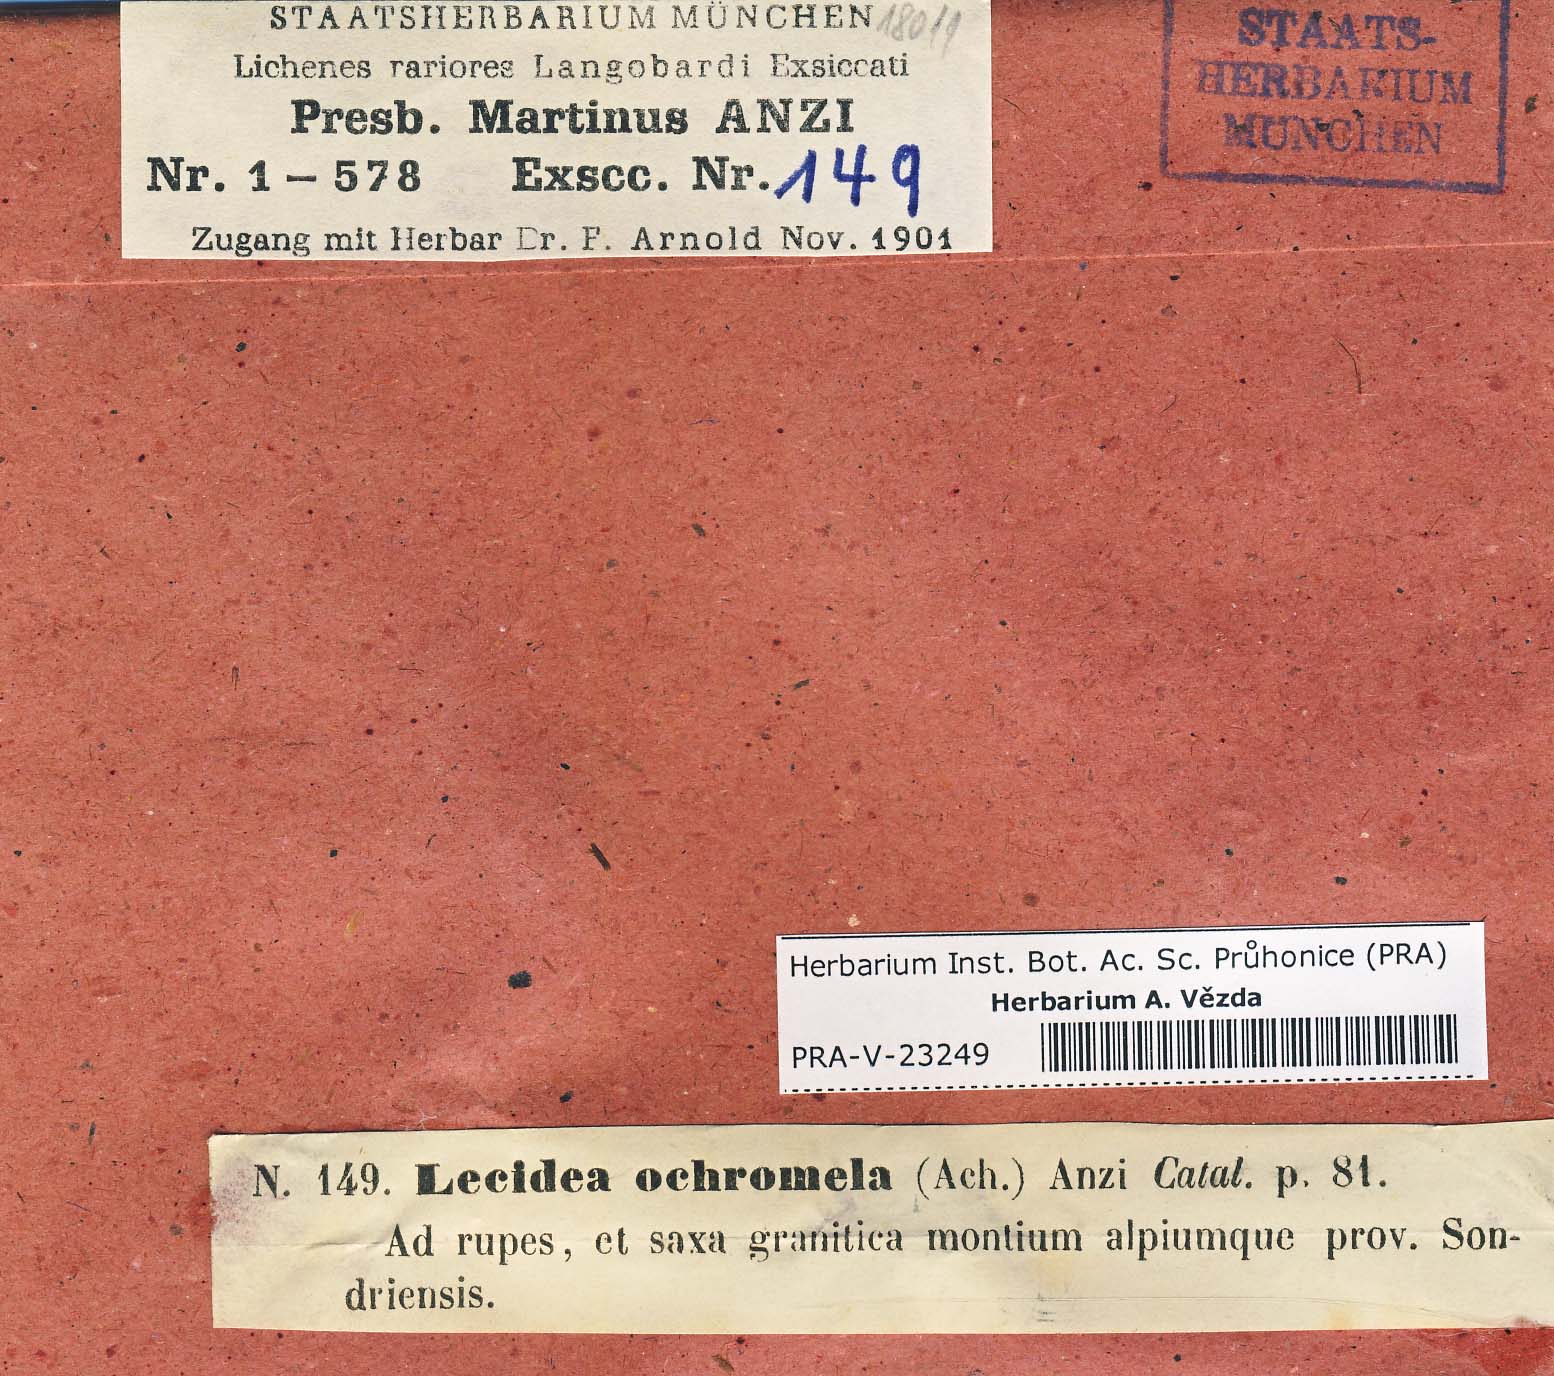 STAATSHERBARIUM MÜNCHEN
Lichenes rariores Langobardi Exsiccati
Presb. Martinus ANZI
Nr. 1 – 578 Exscc. Nr. 149
Zugang mit Herbar Dr. F. Arnold Nov. 1901
STAATS-
HERBARIUM
MÜNCHEN
Herbarium Inst. Bot. Ac. Sc. Průhonice (PRA)
Herbarium A. Vězda
PRA-V-23249
N. 149. Lecidea ochromela (Ach.) Anzi Catal. p. 81.
Ad rupes, et saxa granitica montium alpiumque prov. Son-
driensis.